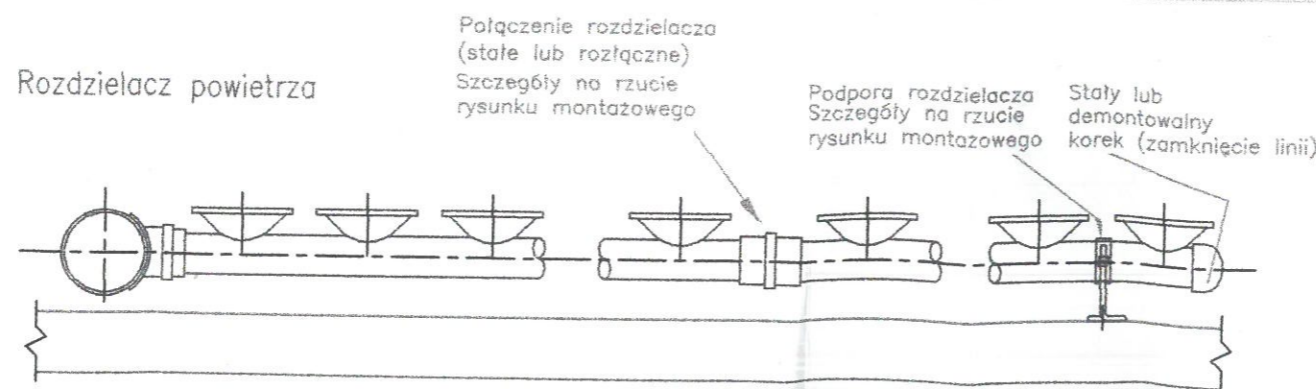 Rozdzielacz powietrza
Połączenie rozdzielacza
(stałe lub rozłączne)
Szczegóły na rzucie
rysunku montażowego
Podpora rozdzielacza
Szczegóły na rzucie
rysunku montażowego
Stały lub
demontowalny
korek (zamknięcie linii)